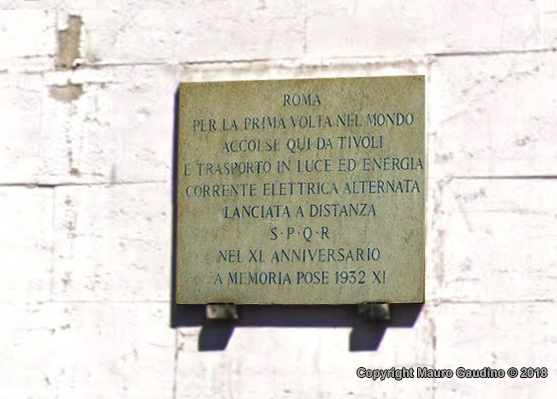 ROMA
PER LA PRIMA VOLTA NEL MONDO
ACCOLSE QUI DA TIVOLI
E TRASPORTO IN LUCE ED ENERGIA
CORRENTE ELETTRICA ALTERNATA
LANCIATA A DISTANZA
S·P·Q·R
NEL XL ANNIVERSARIO
A MEMORIA POSE 1932 XI
Copyright Mauro Gaudino © 2018